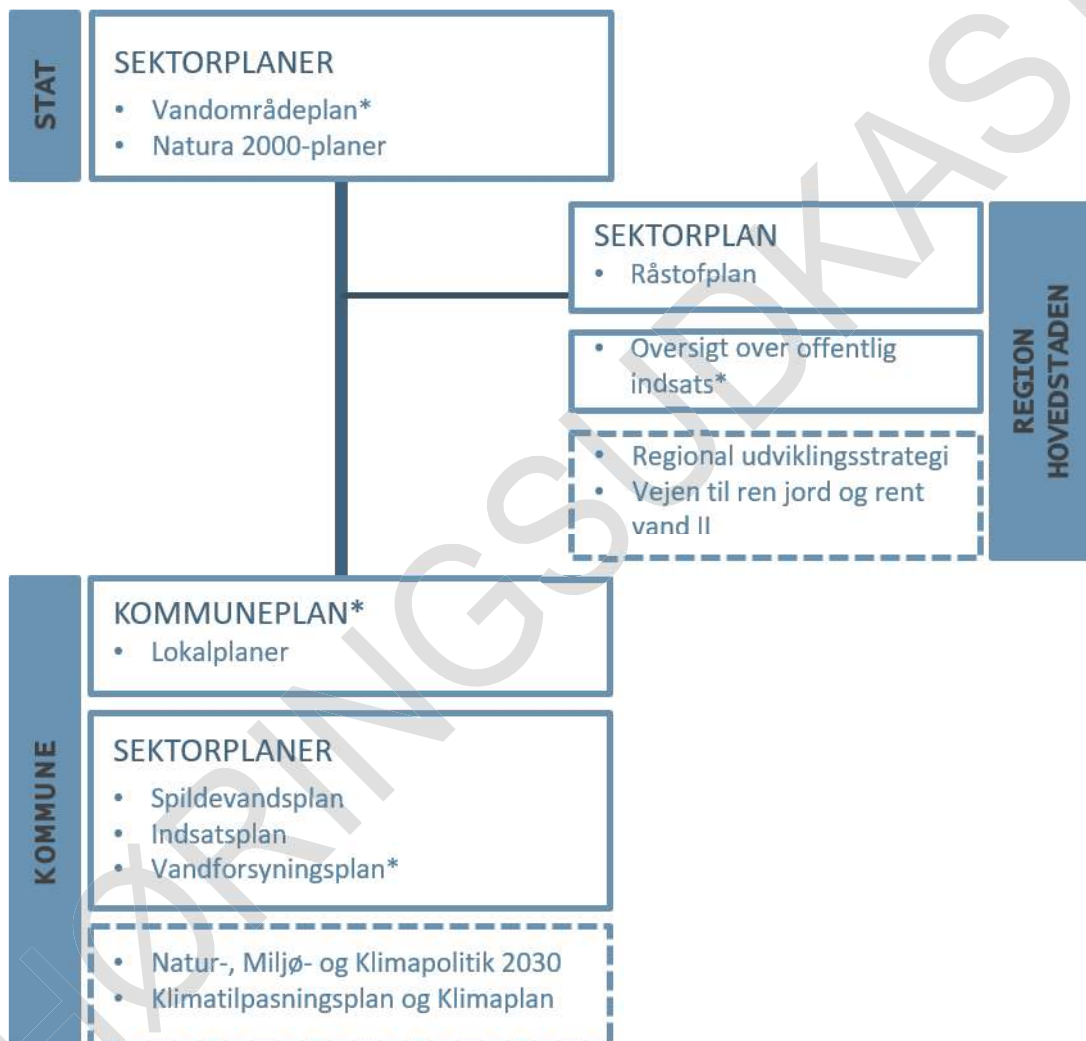 STAT
SEKTORPLANER
• Vandområdeplan*
• Natura 2000-planer
SEKTORPLAN
• Råstofplan
• Oversigt over offentlig
indsats*
• Regional udviklingsstrategi
• Vejen til ren jord og rent
vand II
REGION
HOVEDSTADEN
KOMMUNE
KOMMUNEPLAN*
• Lokalplaner
SEKTORPLANER
• Spildevandsplan
• Indsatsplan
• Vandforsyningsplan*
• Natur-, Miljø- og Klimapolitik 2030
• Klimatilpasningsplan og Klimaplan
HØRINGSUDKAS